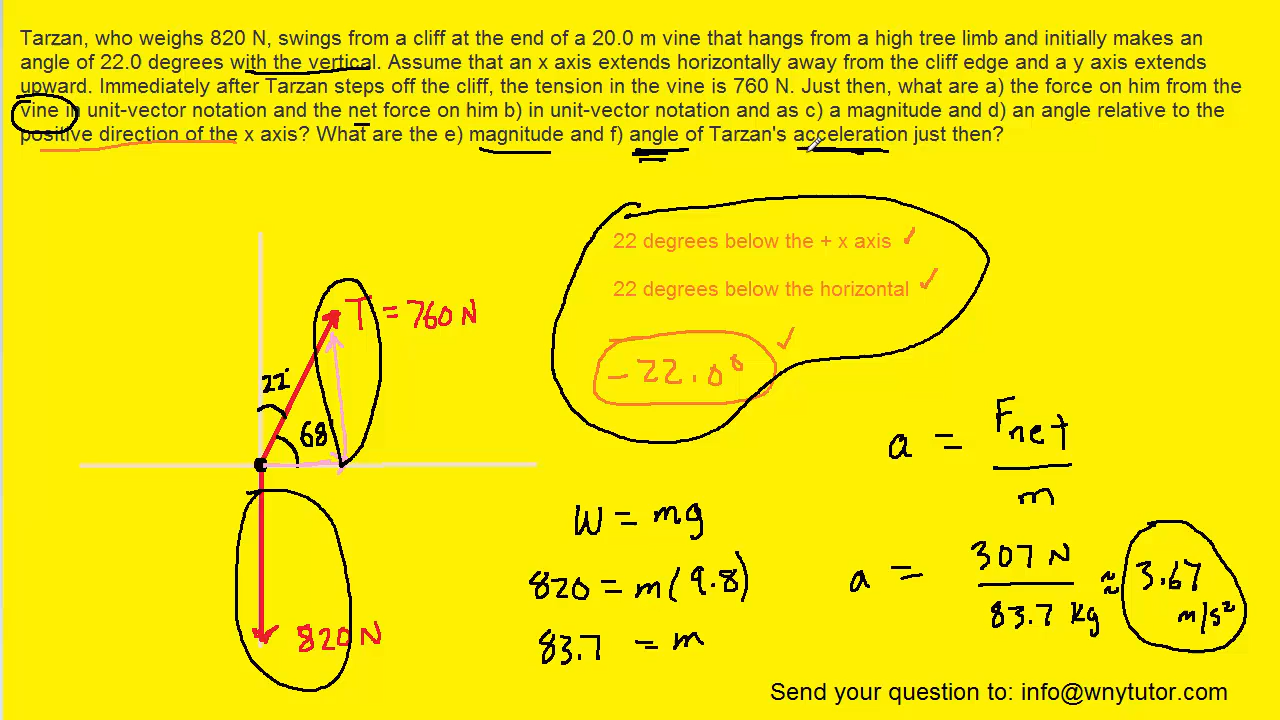 Tarzan, who weighs 820 N, swings from a cliff at the end of a 20.0 m vine that hangs from a high tree limb and initially makes an
angle of 22.0 degrees with the vertical. Assume that an x axis extends horizontally away from the cliff edge and a y axis extends
upward. Immediately after Tarzan steps off the cliff, the tension in the vine is 760 N. Just then, what are a) the force on him from the
vine in unit-vector notation and the net force on him b) in unit-vector notation and as c) a magnitude and d) an angle relative to the
positive direction of the x axis? What are the e) magnitude and f) angle of Tarzan's acceleration just then?
22 degrees below the + x axis ✓
22 degrees below the horizontal ✓
-22.0° ✓
T = 760 N
22°
68
820 N
W = mg
820 = m(9.8)
83.7 = m
a = Fnet
m
a = 307 N
83.7 kg
≈ 3.67
m/s²
Send your question to: info@wnytutor.com